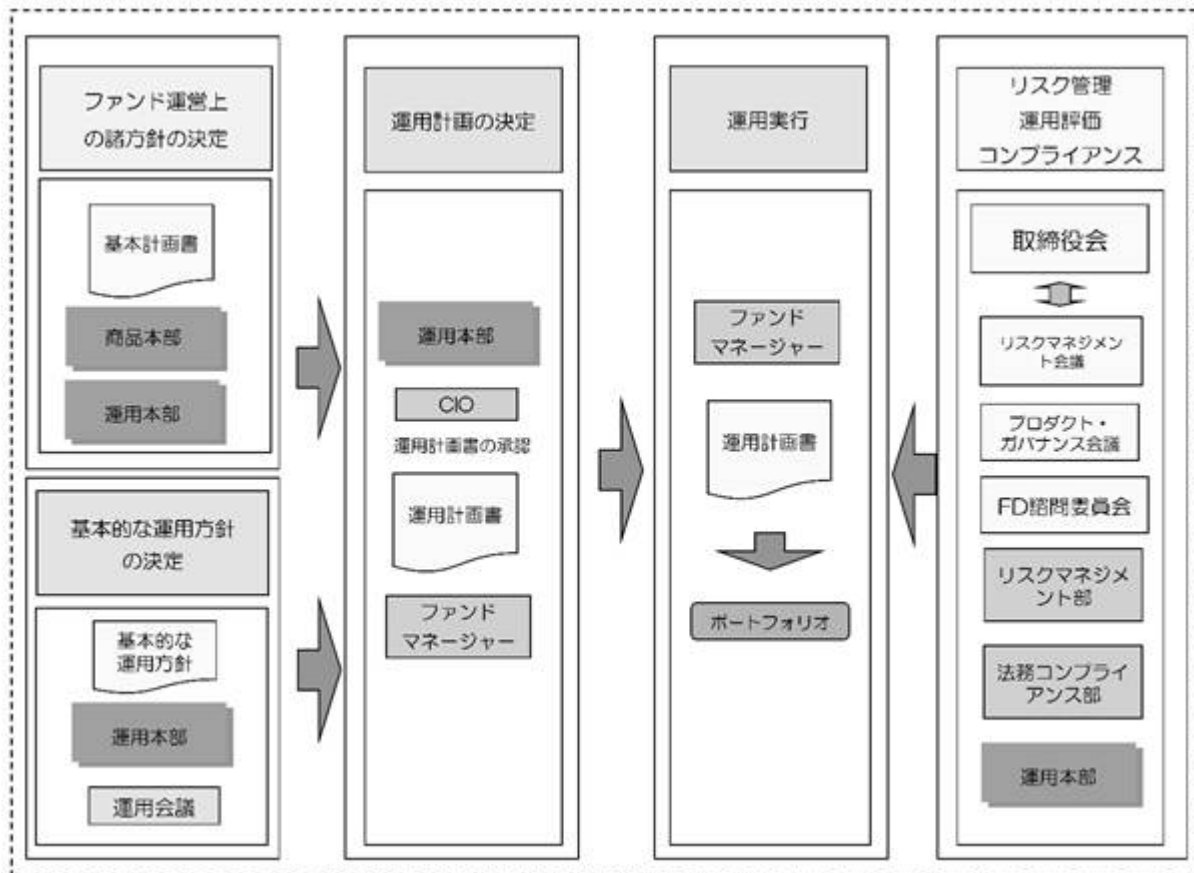 ファンド運営上
の諸方針の決定
基本計画書
商品本部
運用本部
基本的な運用方針
の決定
基本的な
運用方針
運用本部
運用会議
運用計画の決定
運用本部
CIO
運用計画書の承認
運用計画書
ファンド
マネージャー
運用実行
ファンド
マネージャー
運用計画書
ポートフォリオ
リスク管理
運用評価
コンプライアンス
取締役会
リスクマネジメン
ト会議
プロダクト・
ガバナンス会議
FD諮問委員会
リスクマネジメ
ント部
法務コンプライ
アンス部
運用本部